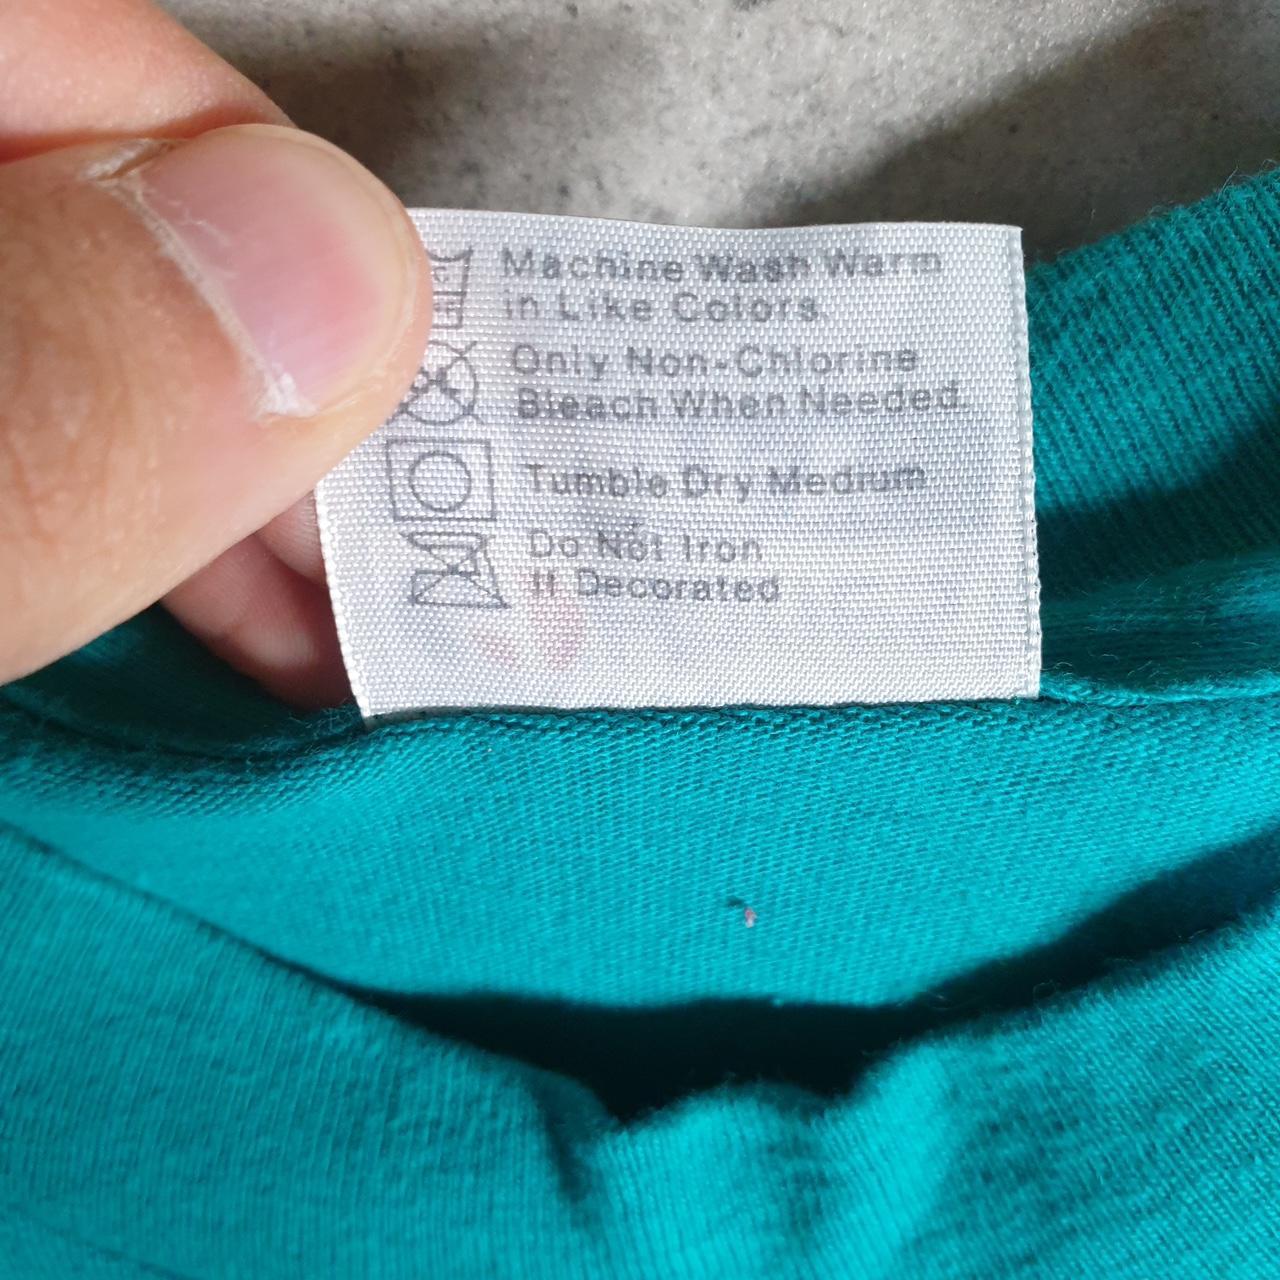 Machine Wash Warm
in Like Colors
Only Non-Chlorine
Bleach When Needed
Tumble Dry Medium
Do Not Iron
If Decorated